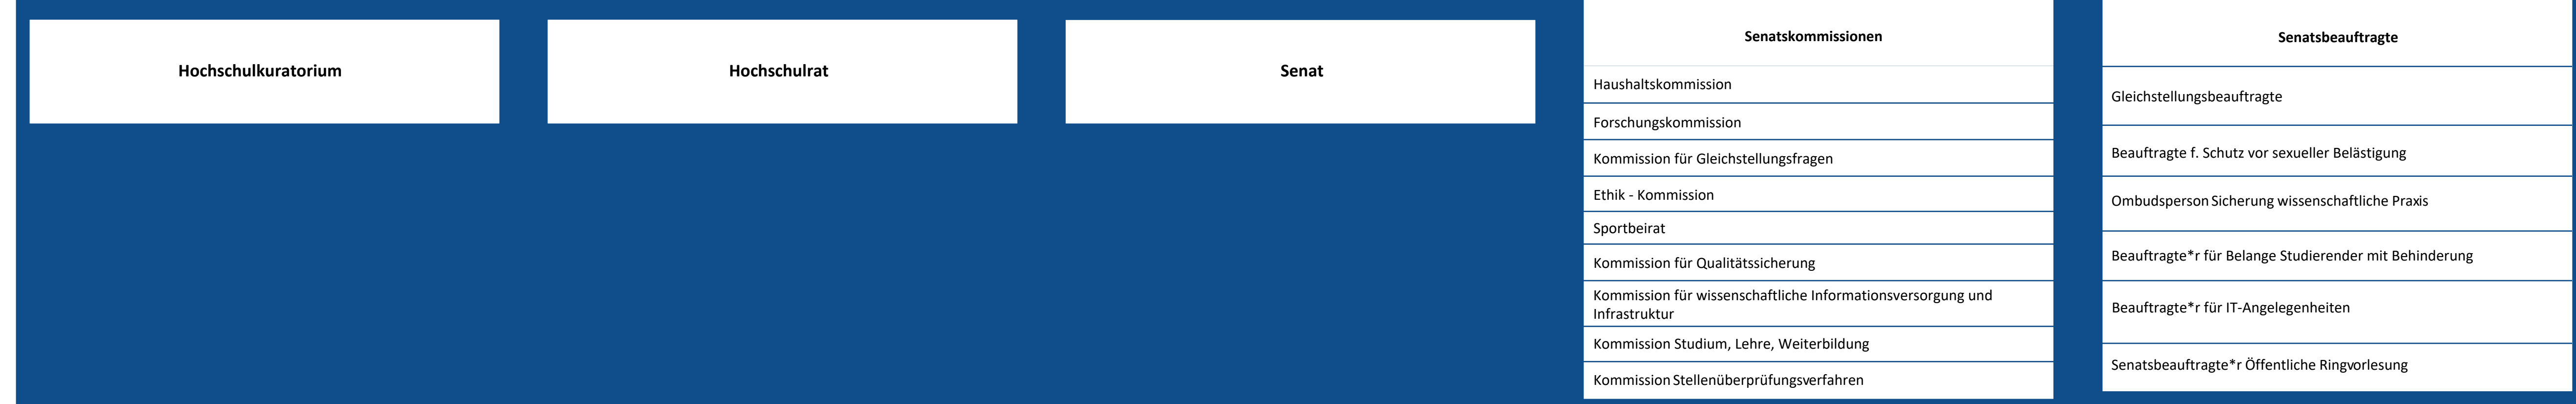 Hochschulkuratorium
Hochschulrat
Senat
Senatskommissionen
Haushaltskommission
Forschungskommission
Kommission für Gleichstellungsfragen
Ethik - Kommission
Sportbeirat
Kommission für Qualitätssicherung
Kommission für wissenschaftliche Informationsversorgung und
Infrastruktur
Kommission Studium, Lehre, Weiterbildung
Kommission Stellenüberprüfungsverfahren
Senatsbeauftragte
Gleichstellungsbeauftragte
Beauftragte f. Schutz vor sexueller Belästigung
Ombudsperson Sicherung wissenschaftliche Praxis
Beauftragte*r für Belange Studierender mit Behinderung
Beauftragte*r für IT-Angelegenheiten
Senatsbeauftragte*r Öffentliche Ringvorlesung